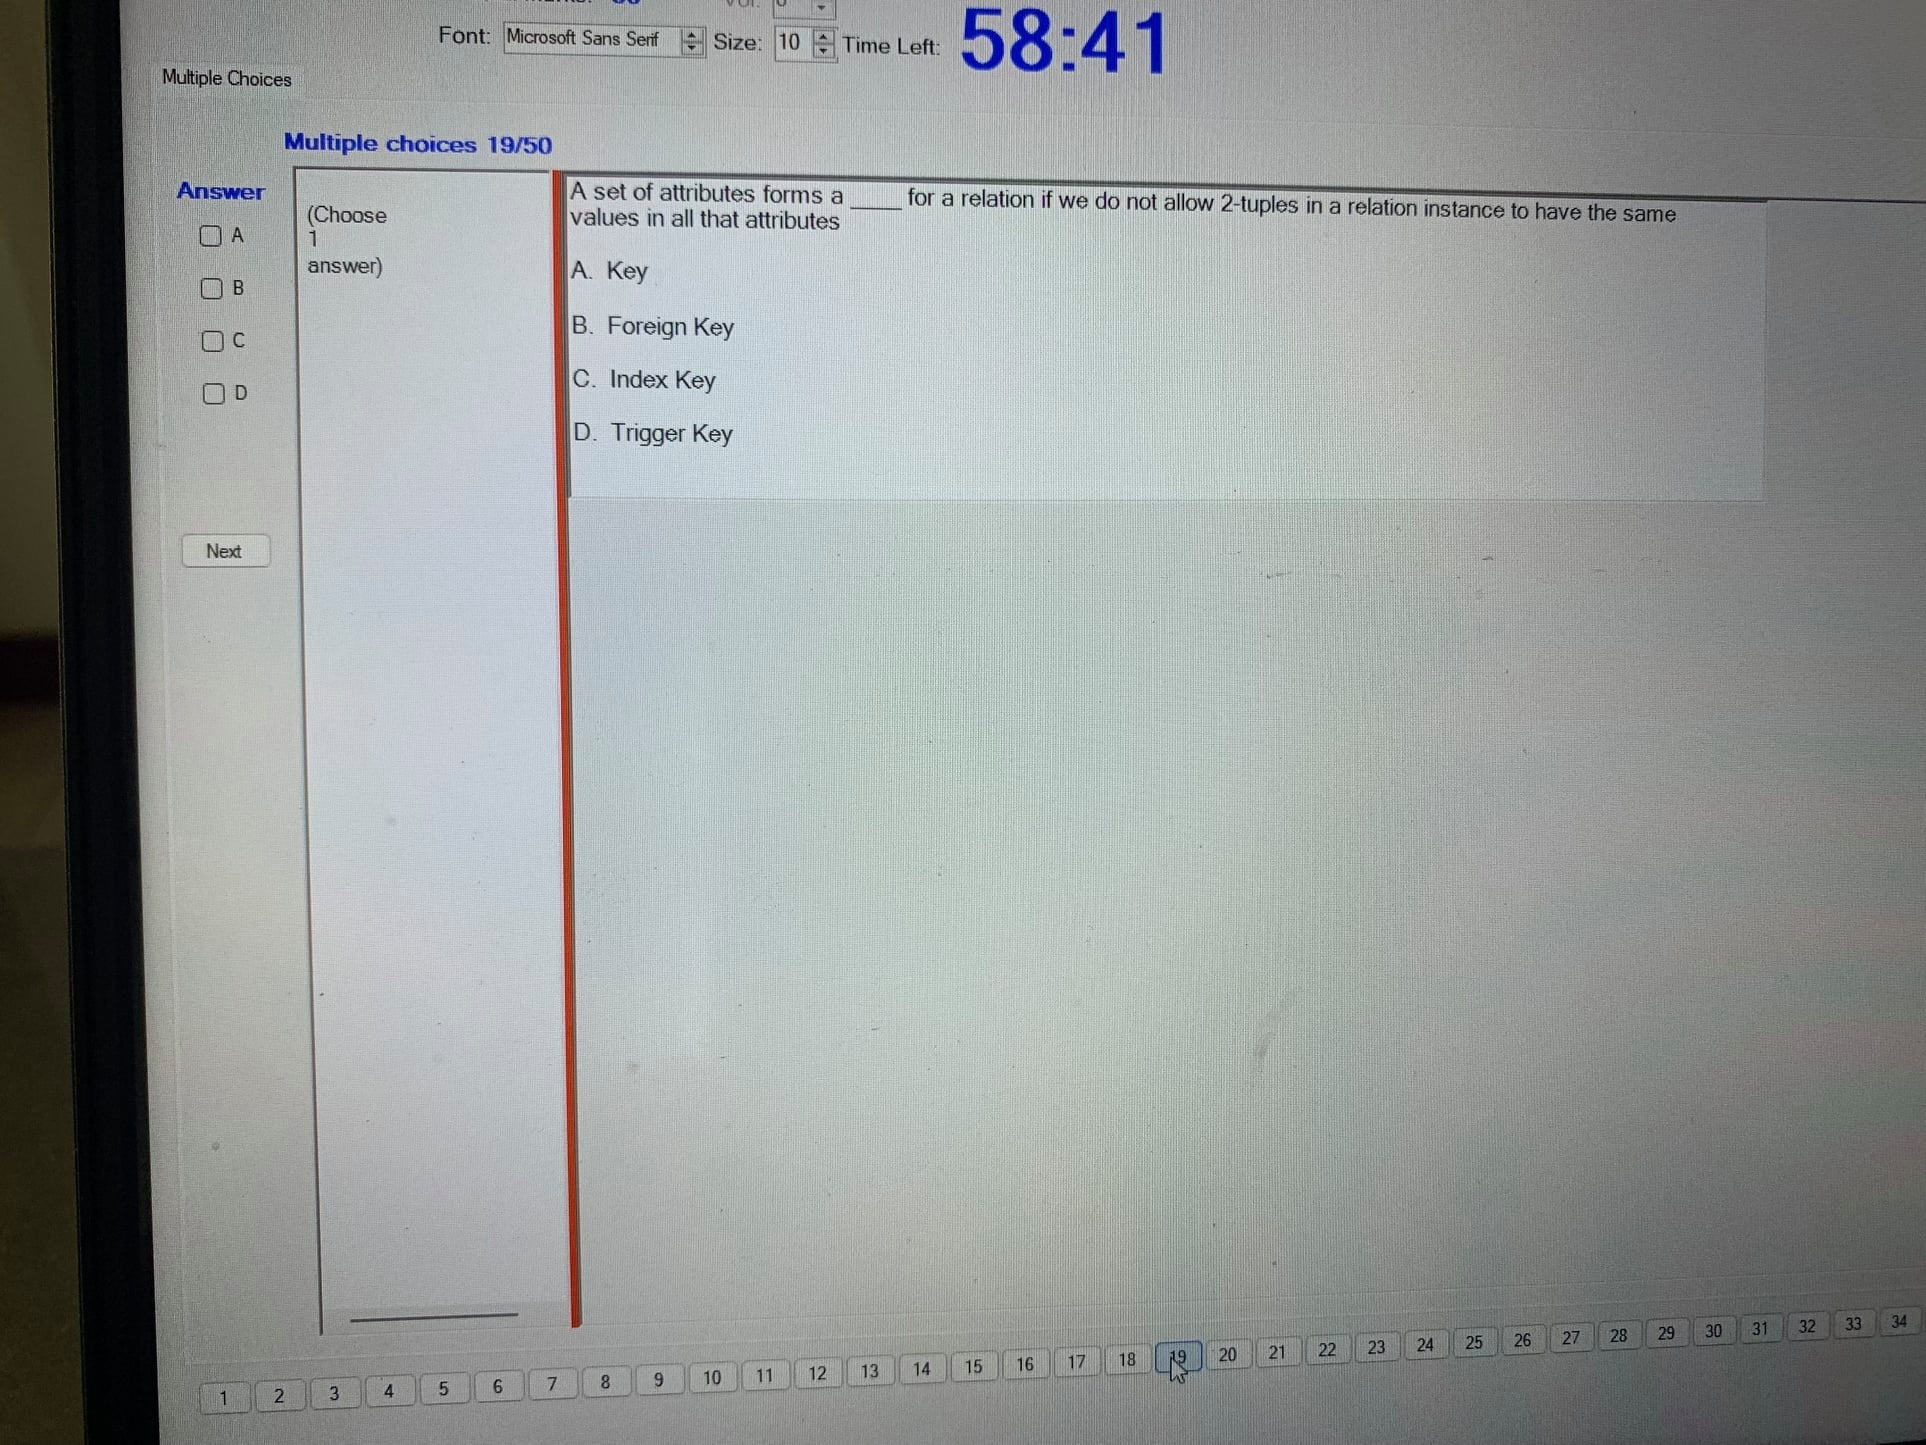 Font: Microsoft Sans Serif Size: 10 Time Left: 58:41
Multiple Choices
Multiple choices 19/50
Answer
A
B
C
D
Next
(Choose
1
answer)
A set of attributes forms a _____ for a relation if we do not allow 2-tuples in a relation instance to have the same
values in all that attributes
A. Key
B. Foreign Key
C. Index Key
D. Trigger Key
1 2 3 4 5 6 7 8 9 10 11 12 13 14 15 16 17 18 19 20 21 22 23 24 25 26 27 28 29 30 31 32 33 34